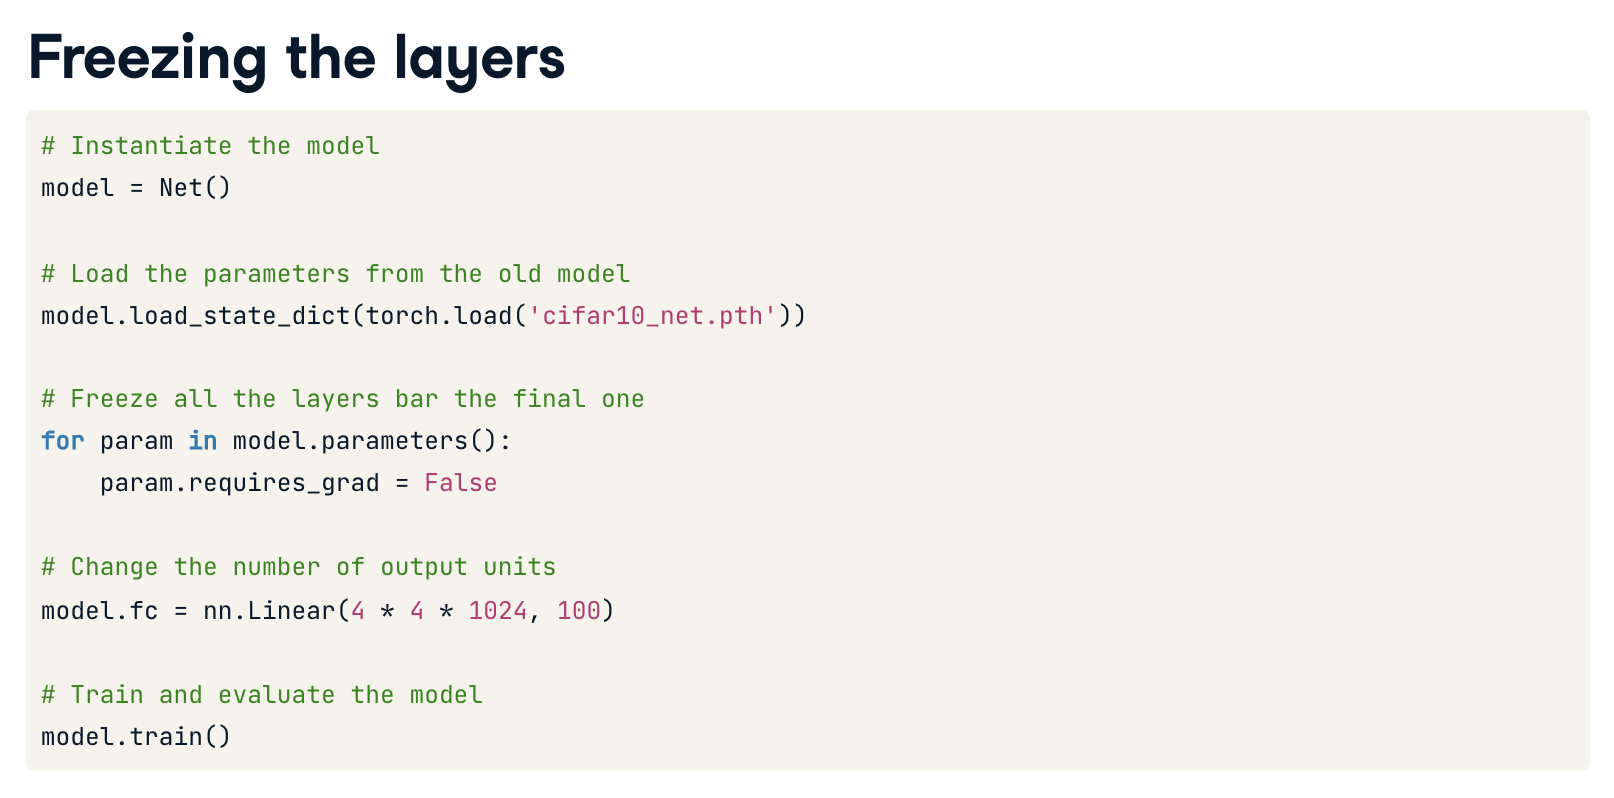 Freezing the layers
# Instantiate the model
model = Net()
# Load the parameters from the old model
model.load_state_dict(torch.load('cifar10_net.pth'))
# Freeze all the layers bar the final one
for param in model.parameters():
    param.requires_grad = False
# Change the number of output units
model.fc = nn.Linear(4 * 4 * 1024, 100)
# Train and evaluate the model
model.train()